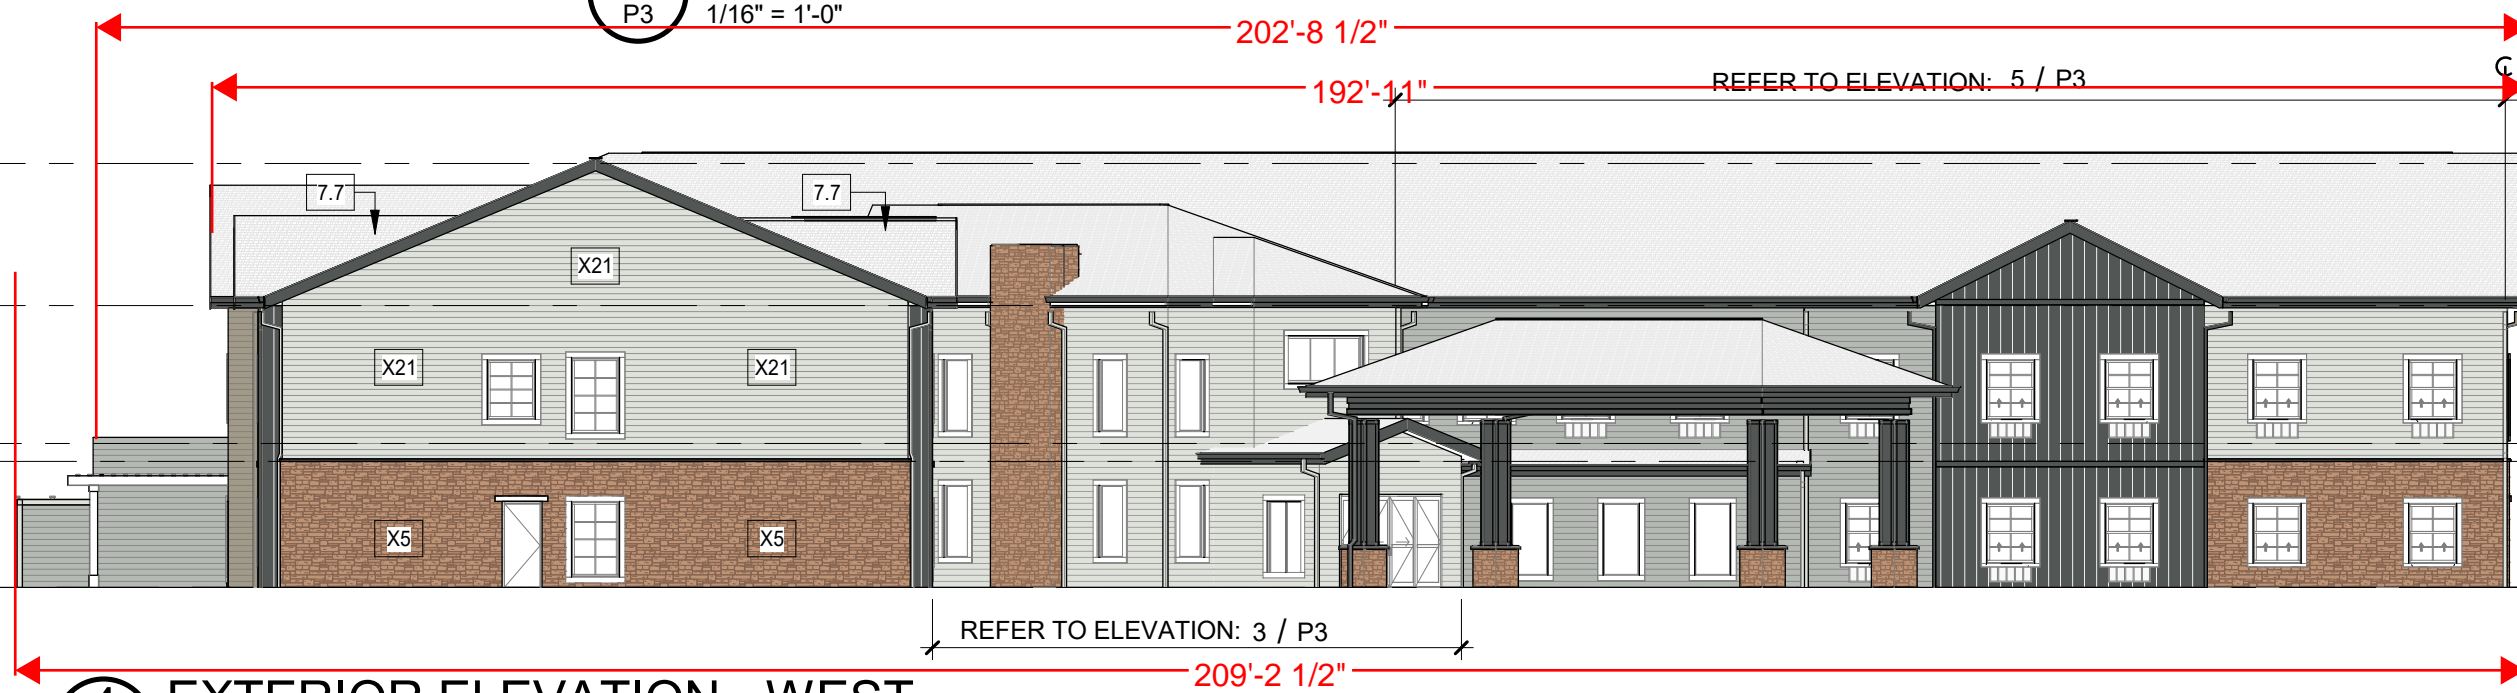 P3
1/16" = 1'-0"
202'-8 1/2"
192'-11"
REFER TO ELEVATION: 5 / P3
7.7
7.7
X21
X21
X21
X5
X5
REFER TO ELEVATION: 3 / P3
209'-2 1/2"
EXTERIOR ELEVATION - WEST